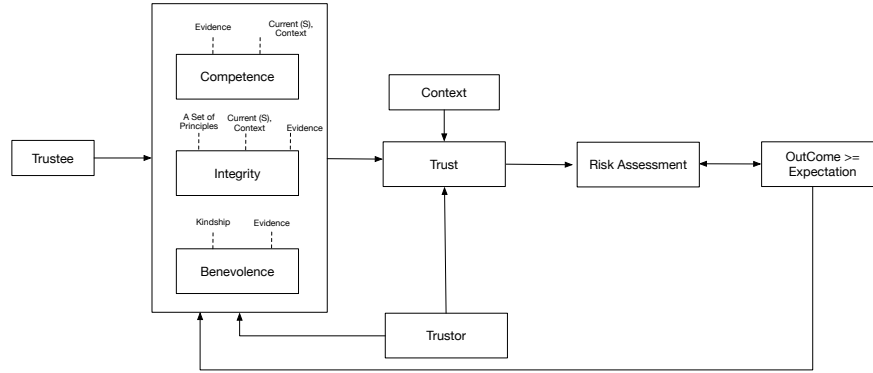 Evidence
Current (S),
Context
Competence
Context
A Set of
Principles
Current (S),
Context
Evidence
Trustee
Integrity
Trust
Risk Assessment
OutCome >=
Expectation
Kindship
Evidence
Benevolence
Trustor